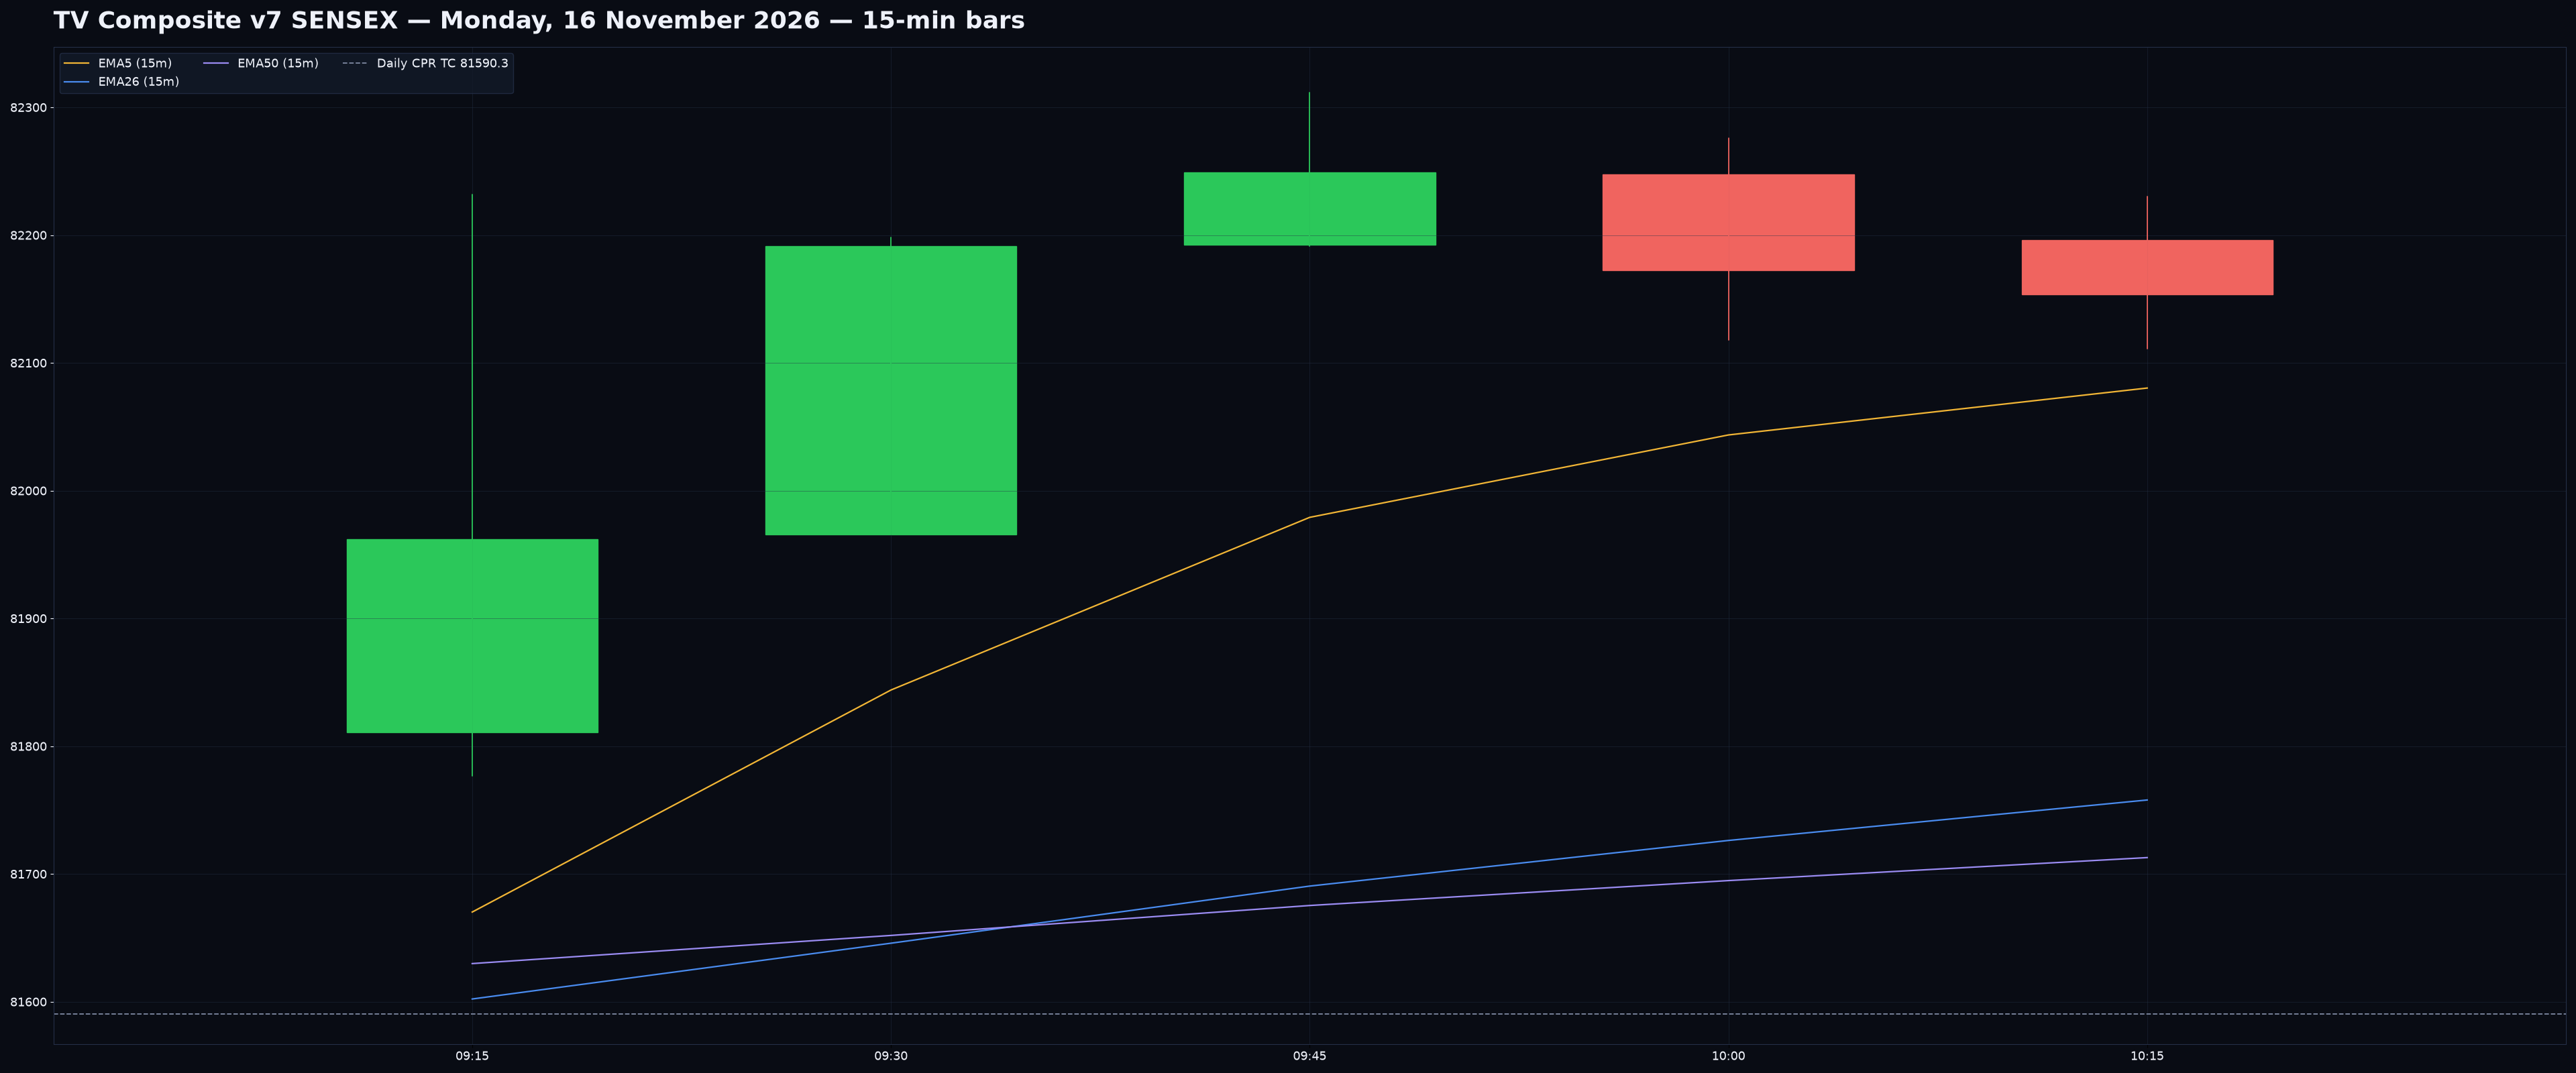 TV Composite v7 SENSEX — Monday, 16 November 2026 — 15-min bars
EMA5 (15m) EMA50 (15m) Daily CPR TC 81590.3
EMA26 (15m)
82300
82200
82100
82000
81900
81800
81700
81600
09:15 09:30 09:45 10:00 10:15